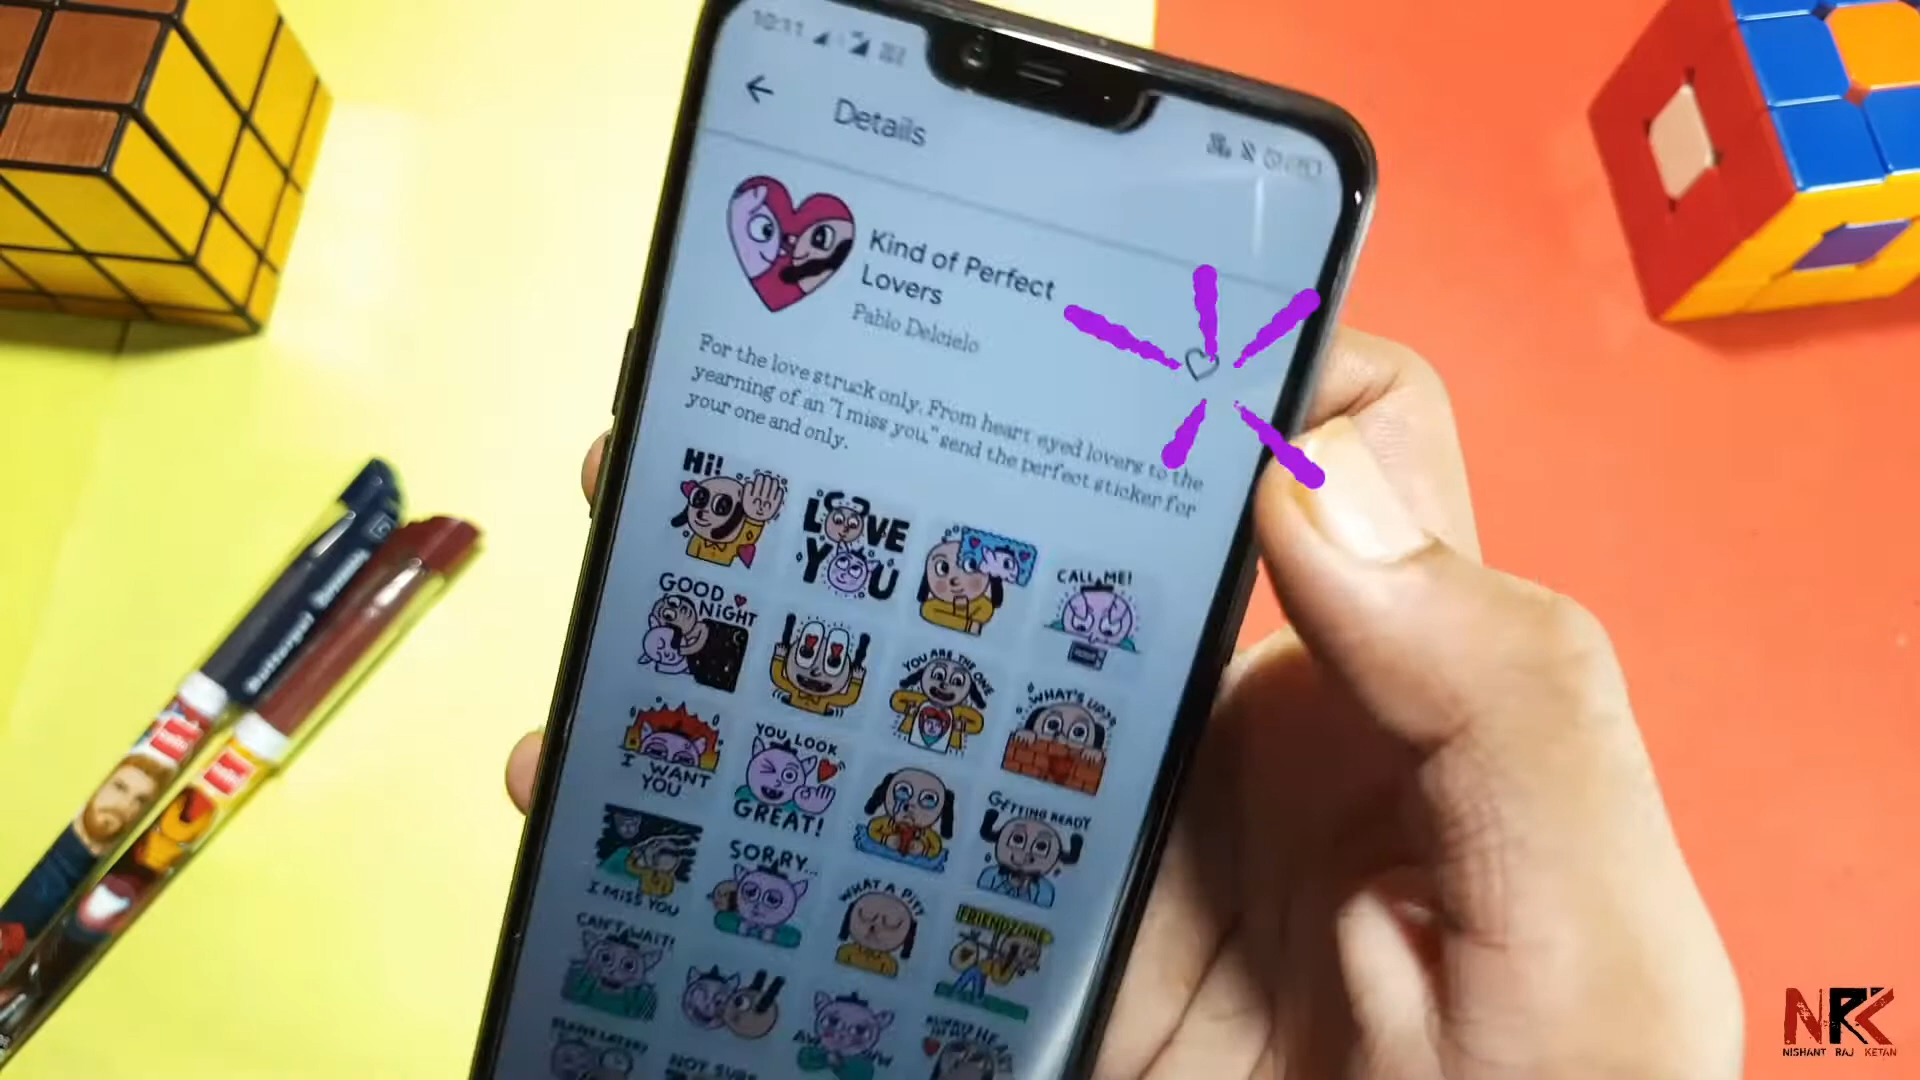 10:11
Details
Kind of Perfect
Lovers
Pablo Delcielo
For the love struck only. From heart eyed lovers to the
yearning of an "I miss you," send the perfect sticker for
your one and only.
Hi!
LOVE
YOU
CALL ME!
GOOD
NIGHT
YOU ARE THE ONE
WHAT'S UP?
I WANT
YOU
YOU LOOK
GREAT!
GETTING READY
I MISS YOU
SORRY...
WHAT A PITY
FRIENDZONE
CAN'T WAIT!
NRK
NISHANT RAJ KETAN